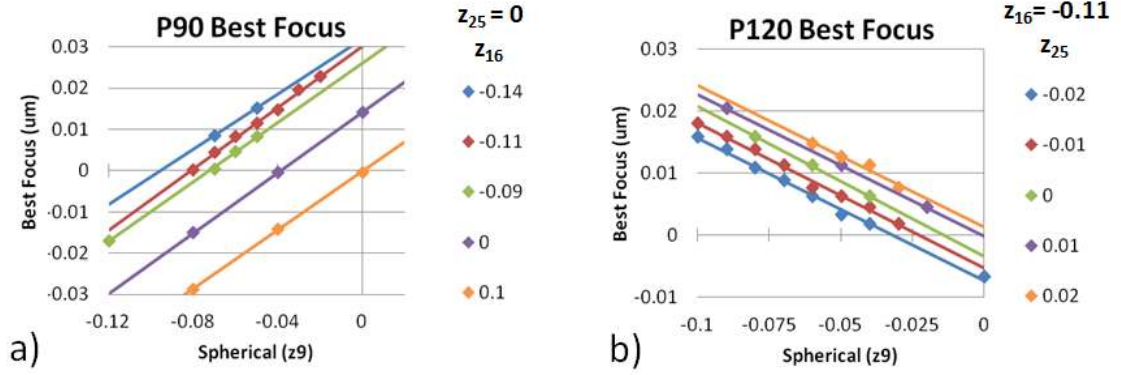 P90 Best Focus
z25 = 0
z16
0.03
0.02
0.01
0
-0.01
-0.02
-0.03
Best Focus (um)
-0.12
-0.08
-0.04
0
Spherical (z9)
-0.14
-0.11
-0.09
0
0.1
a)
P120 Best Focus
z16= -0.11
z25
0.03
0.02
0.01
0
-0.01
Best Focus (um)
-0.1
-0.075
-0.05
-0.025
0
Spherical (z9)
-0.02
-0.01
0
0.01
0.02
b)